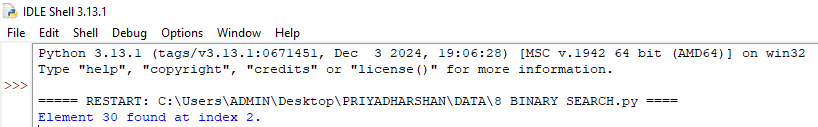 IDLE Shell 3.13.1
File Edit Shell Debug Options Window Help
Python 3.13.1 (tags/v3.13.1:0671451, Dec  3 2024, 19:06:28) [MSC v.1942 64 bit (AMD64)] on win32
Type "help", "copyright", "credits" or "license()" for more information.
>>>
===== RESTART: C:\Users\ADMIN\Desktop\PRIYADHARSHAN\DATA\8 BINARY SEARCH.py ====
Element 30 found at index 2.